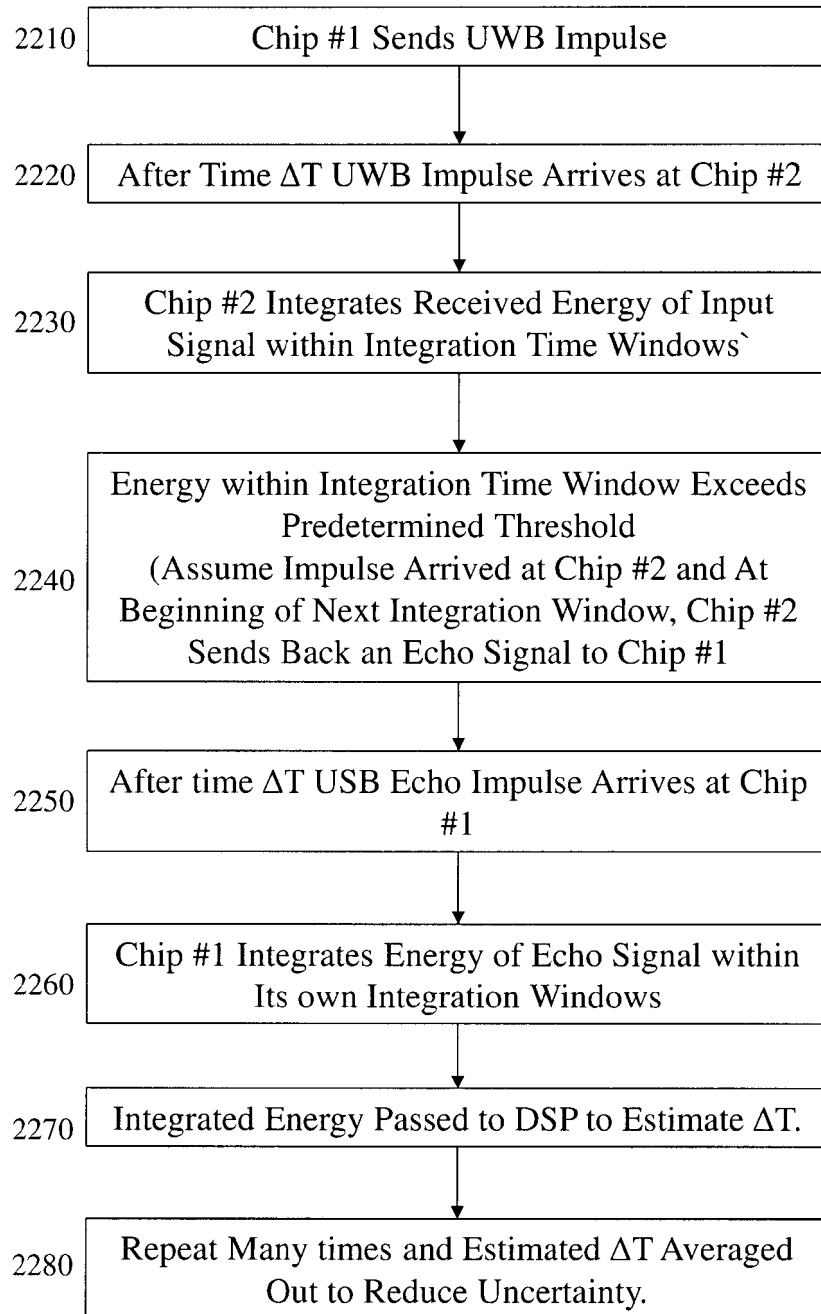 2210
Chip #1 Sends UWB Impulse
2220
After Time ΔT UWB Impulse Arrives at Chip #2
2230
Chip #2 Integrates Received Energy of Input
Signal within Integration Time Windows`
2240
Energy within Integration Time Window Exceeds
Predetermined Threshold
(Assume Impulse Arrived at Chip #2 and At
Beginning of Next Integration Window, Chip #2
Sends Back an Echo Signal to Chip #1
2250
After time ΔT USB Echo Impulse Arrives at Chip
#1
2260
Chip #1 Integrates Energy of Echo Signal within
Its own Integration Windows
2270
Integrated Energy Passed to DSP to Estimate ΔT.
2280
Repeat Many times and Estimated ΔT Averaged
Out to Reduce Uncertainty.